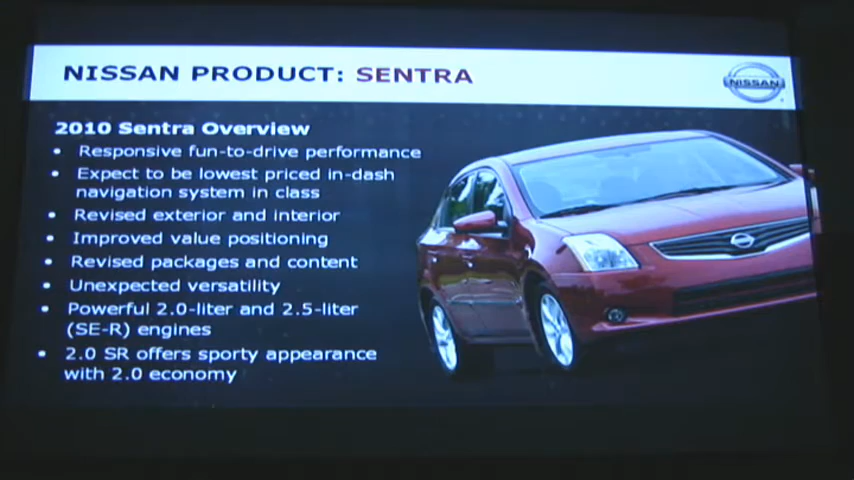 NISSAN PRODUCT: SENTRA
NISSAN
2010 Sentra Overview
• Responsive fun-to-drive performance
• Expect to be lowest priced in-dash
navigation system in class
• Revised exterior and interior
• Improved value positioning
• Revised packages and content
• Unexpected versatility
• Powerful 2.0-liter and 2.5-liter
(SE-R) engines
• 2.0 SR offers sporty appearance
with 2.0 economy